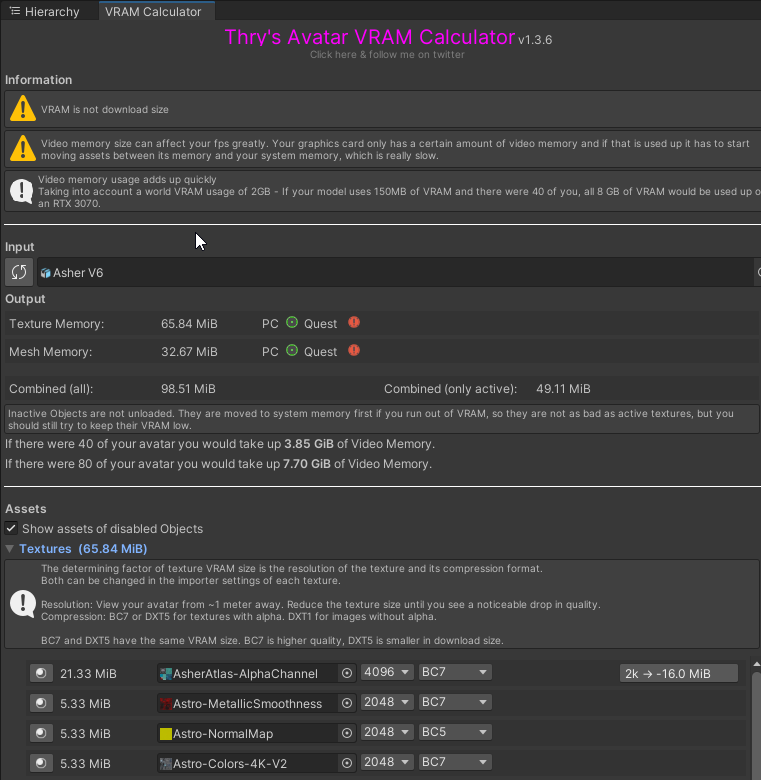 Hierarchy
VRAM Calculator
Thry's Avatar VRAM Calculator v1.3.6
Click here & follow me on twitter
Information
VRAM is not download size
Video memory size can affect your fps greatly. Your graphics card only has a certain amount of video memory and if that is used up it has to start
moving assets between its memory and your system memory, which is really slow.
Video memory usage adds up quickly
Taking into account a world VRAM usage of 2GB - If your model uses 150MB of VRAM and there were 40 of you, all 8 GB of VRAM would be used up o
an RTX 3070.
Input
Asher V6
Output
Texture Memory: 65.84 MiB PC Quest
Mesh Memory: 32.67 MiB PC Quest
Combined (all): 98.51 MiB Combined (only active): 49.11 MiB
Inactive Objects are not unloaded. They are moved to system memory first if you run out of VRAM, so they are not as bad as active textures, but you
should still try to keep their VRAM low.
If there were 40 of your avatar you would take up 3.85 GiB of Video Memory.
If there were 80 of your avatar you would take up 7.70 GiB of Video Memory.
Assets
Show assets of disabled Objects
Textures (65.84 MiB)
The determining factor of texture VRAM size is the resolution of the texture and its compression format.
Both can be changed in the importer settings of each texture.
Resolution: View your avatar from ~1 meter away. Reduce the texture size until you see a noticeable drop in quality.
Compression: BC7 or DXT5 for textures with alpha. DXT1 for images without alpha.
BC7 and DXT5 have the same VRAM size. BC7 is higher quality, DXT5 is smaller in download size.
21.33 MiB AsherAtlas-AlphaChannel 4096 BC7 2k → -16.0 MiB
5.33 MiB Astro-MetallicSmoothness 2048 BC7
5.33 MiB Astro-NormalMap 2048 BC5
5.33 MiB Astro-Colors-4K-V2 2048 BC7